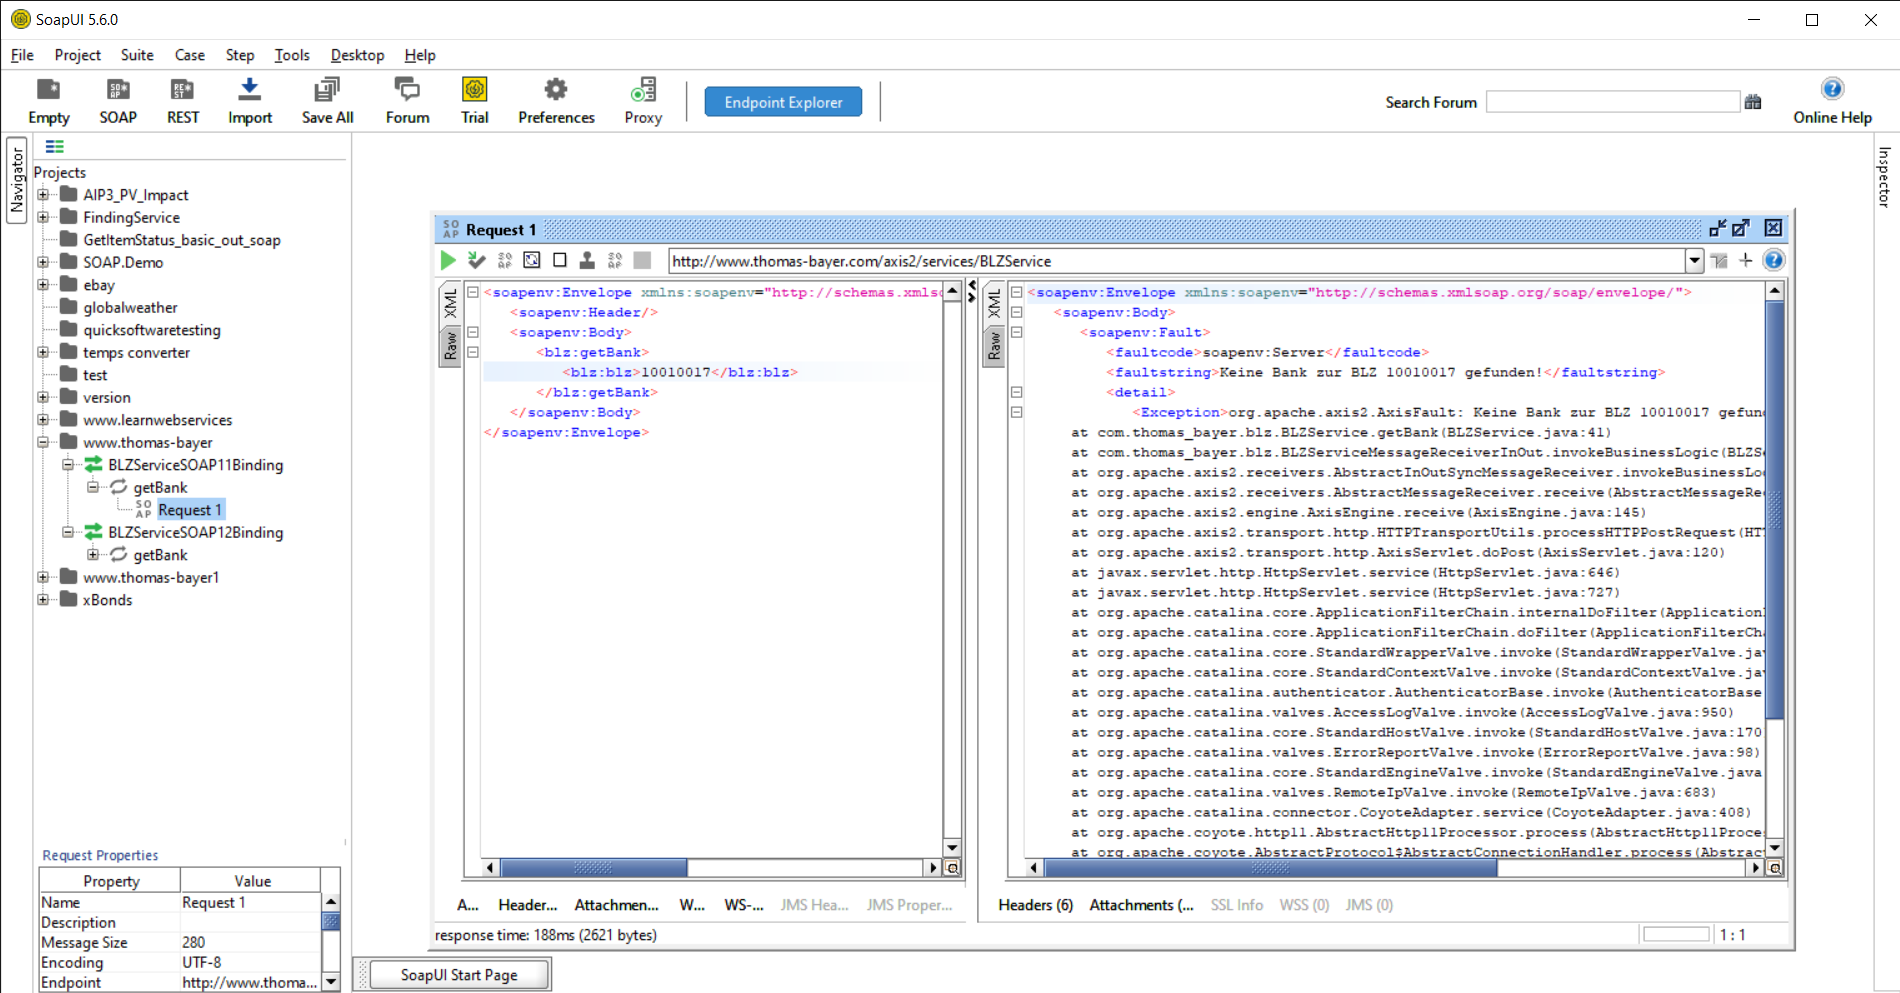 SoapUI 5.6.0
File Project Suite Case Step Tools Desktop Help
Empty SOAP REST Import Save All Forum Trial Preferences Proxy Endpoint Explorer Search Forum Online Help
Navigator
Inspector
Projects
AIP3_PV_Impact
FindingService
GetItemStatus_basic_out_soap
SOAP.Demo
ebay
globalweather
quicksoftwaretesting
temps converter
test
version
www.learnwebservices
www.thomas-bayer
BLZServiceSOAP11Binding
getBank
Request 1
BLZServiceSOAP12Binding
getBank
www.thomas-bayer1
xBonds
Request Properties
Property Value
Name Request 1
Description
Message Size 280
Encoding UTF-8
Endpoint http://www.thoma...
Request 1
http://www.thomas-bayer.com/axis2/services/BLZService
XML
Raw
<soapenv:Envelope xmlns:soapenv="http://schemas.xmlso
<soapenv:Header/>
<soapenv:Body>
<blz:getBank>
<blz:blz>10010017</blz:blz>
</blz:getBank>
</soapenv:Body>
</soapenv:Envelope>
A... Header... Attachmen... W... WS-... JMS Hea... JMS Proper...
XML
Raw
<soapenv:Envelope xmlns:soapenv="http://schemas.xmlsoap.org/soap/envelope/">
<soapenv:Body>
<soapenv:Fault>
<faultcode>soapenv:Server</faultcode>
<faultstring>Keine Bank zur BLZ 10010017 gefunden!</faultstring>
<detail>
<Exception>org.apache.axis2.AxisFault: Keine Bank zur BLZ 10010017 gefun
at com.thomas_bayer.blz.BLZService.getBank(BLZService.java:41)
at com.thomas_bayer.blz.BLZServiceMessageReceiverInOut.invokeBusinessLogic(BLZS
at org.apache.axis2.receivers.AbstractInOutSyncMessageReceiver.invokeBusinessLo
at org.apache.axis2.receivers.AbstractMessageReceiver.receive(AbstractMessageRe
at org.apache.axis2.engine.AxisEngine.receive(AxisEngine.java:145)
at org.apache.axis2.transport.http.HTTPTransportUtils.processHTTPPostRequest(HT
at org.apache.axis2.transport.http.AxisServlet.doPost(AxisServlet.java:120)
at javax.servlet.http.HttpServlet.service(HttpServlet.java:646)
at javax.servlet.http.HttpServlet.service(HttpServlet.java:727)
at org.apache.catalina.core.ApplicationFilterChain.internalDoFilter(Application
at org.apache.catalina.core.ApplicationFilterChain.doFilter(ApplicationFilterCh
at org.apache.catalina.core.StandardWrapperValve.invoke(StandardWrapperValve.ja
at org.apache.catalina.core.StandardContextValve.invoke(StandardContextValve.ja
at org.apache.catalina.authenticator.AuthenticatorBase.invoke(AuthenticatorBase
at org.apache.catalina.valves.AccessLogValve.invoke(AccessLogValve.java:950)
at org.apache.catalina.core.StandardHostValve.invoke(StandardHostValve.java:170
at org.apache.catalina.valves.ErrorReportValve.invoke(ErrorReportValve.java:98)
at org.apache.catalina.core.StandardEngineValve.invoke(StandardEngineValve.java
at org.apache.catalina.valves.RemoteIpValve.invoke(RemoteIpValve.java:683)
at org.apache.catalina.connector.CoyoteAdapter.service(CoyoteAdapter.java:408)
at org.apache.coyote.http11.AbstractHttp11Processor.process(AbstractHttp11Proce
at org.apache.coyote.AbstractProtocol$AbstractConnectionHandler.process(Abstrac
Headers (6) Attachments (... SSL Info WSS (0) JMS (0)
response time: 188ms (2621 bytes) 1 : 1
SoapUI Start Page